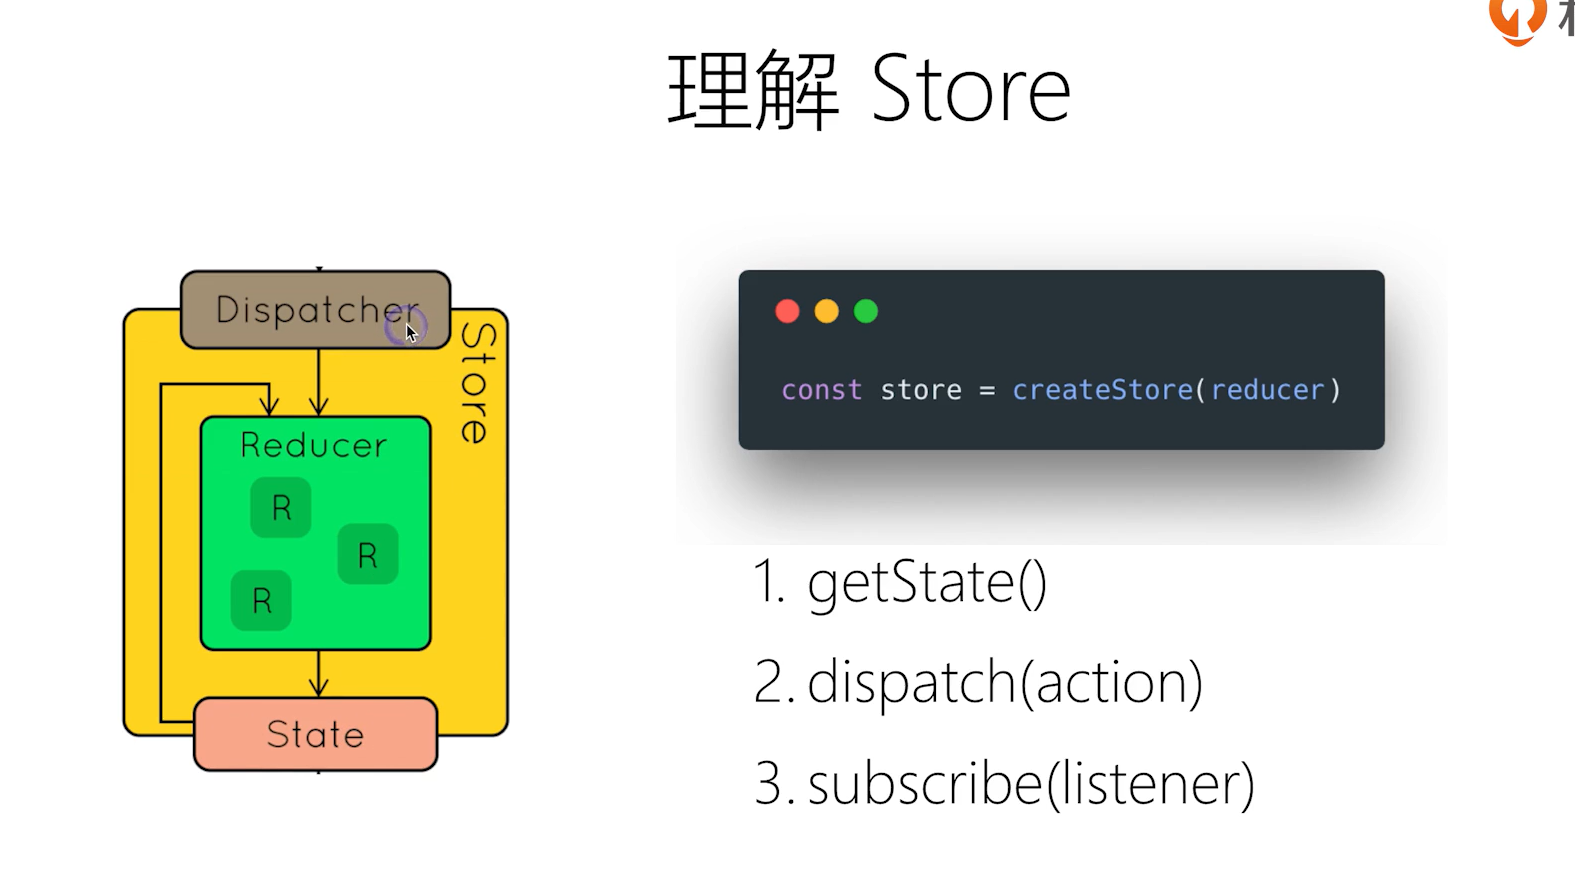 理解 Store
Dispatcher
Store
Reducer
R
R
R
State
const store = createStore(reducer)
1. getState()
2. dispatch(action)
3. subscribe(listener)